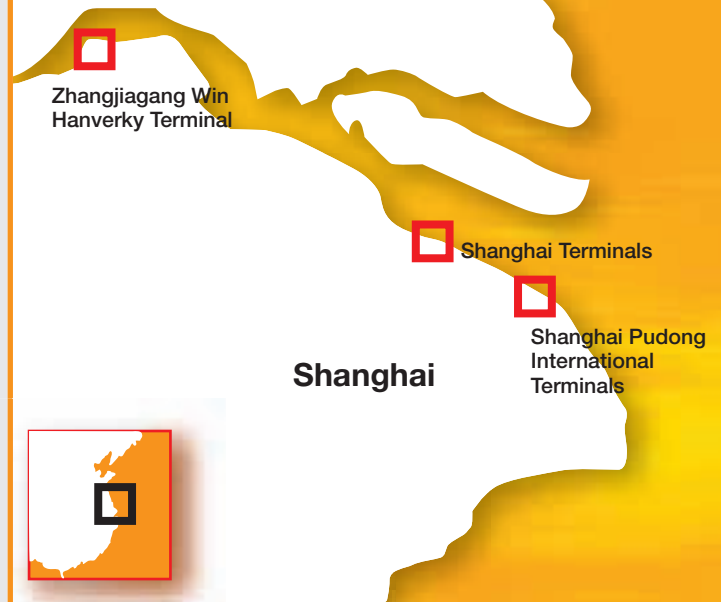 Zhangjiagang Win
Hanverky Terminal
Shanghai Terminals
Shanghai Pudong
International
Terminals
Shanghai